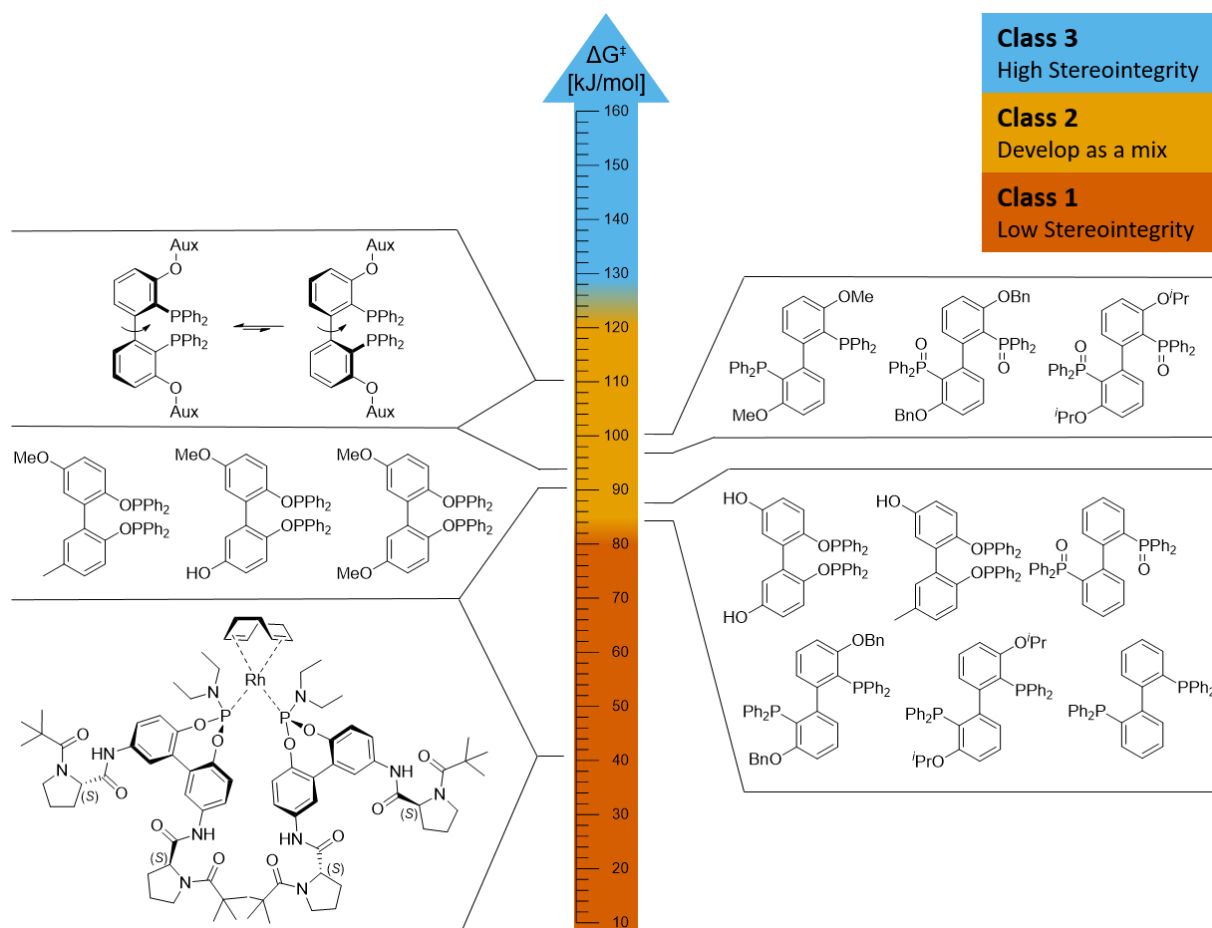 ΔG‡
[kJ/mol]
160
150
140
130
120
110
100
90
80
70
60
50
40
30
20
10
Class 3
High Stereointegrity
Class 2
Develop as a mix
Class 1
Low Stereointegrity
Aux
O
PPh2
PPh2
O
Aux
Aux
O
PPh2
PPh2
O
Aux
MeO
OPPh2
OPPh2
MeO
OPPh2
OPPh2
HO
MeO
OPPh2
OPPh2
MeO
Rh
N
N
P
P
O
O
O
O
O
N
NH
O
(S)
NH
O
(S)
N
O
NH
O
(S)
N
O
NH
O
(S)
N
O
OMe
PPh2
Ph2P
MeO
OBn
O
PPh2
Ph2P
O
BnO
OiPr
O
PPh2
Ph2P
O
iPrO
HO
OPPh2
OPPh2
HO
HO
OPPh2
OPPh2
PPh2
O
O
Ph2P
OBn
PPh2
Ph2P
BnO
OiPr
PPh2
Ph2P
iPrO
PPh2
Ph2P